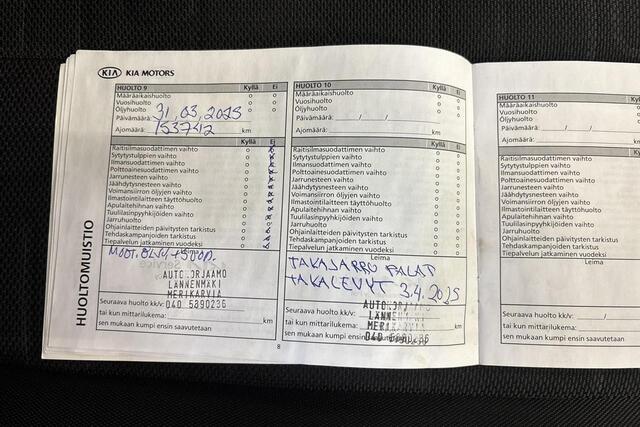 KIA KIA MOTORS
HUOLTO 9 Kyllä Ei
Määräaikaishuolto
Vuosihuolto
Öljyhuolto
Päivämäärä: 31.03.2025
Ajomäärä: 153742 km
Kyllä Ei
Raitisilmasuodattimen vaihto
Sytytystulppien vaihto
Ilmansuodattimen vaihto
Polttoainesuodattimen vaihto
Jarrunesteen vaihto
Jäähdytysnesteen vaihto
Voimansiirron öljyjen vaihto
Ilmastointilaitteen täyttöhuolto
Apulaitehihnan vaihto
Tuulilasinpyyhkijöiden vaihto
Jarruhuolto
Ohjainlaitteiden päivitysten tarkistus
Tehdaskampanjoiden tarkistus
Tiepalvelun jatkaminen vuodeksi
AUTOKORJAAMO
LÄNNENMÄKI
MERIKARVIA
040 5890236
Seuraava huolto kk/v:
tai kun mittarilukema: km
sen mukaan kumpi ensin saavutetaan
8
HUOLTOMUISTIO
HUOLTO 10 Kyllä Ei
Määräaikaishuolto
Vuosihuolto
Öljyhuolto
Päivämäärä: / /
Ajomäärä: km
Kyllä Ei
Raitisilmasuodattimen vaihto
Sytytystulppien vaihto
Ilmansuodattimen vaihto
Polttoainesuodattimen vaihto
Jarrunesteen vaihto
Jäähdytysnesteen vaihto
Voimansiirron öljyjen vaihto
Ilmastointilaitteen täyttöhuolto
Apulaitehihnan vaihto
Tuulilasinpyyhkijöiden vaihto
Jarruhuolto
Ohjainlaitteiden päivitysten tarkistus
Tehdaskampanjoiden tarkistus
Tiepalvelun jatkaminen vuodeksi
Leima
TAKAJARRU PALAT
TAKALEVYT 3.4.2025
Seuraava huolto kk/v:
tai kun mittarilukema:
sen mukaan kumpi ensin
HUOLTO 11
Määräaikaishuolto
Vuosihuolto
Öljyhuolto
Päivämäärä: / /
Ajomäärä:
Raitisilmasuodattimen vaihto
Sytytystulppien vaihto
Ilmansuodattimen vaihto
Polttoainesuodattimen vaihto
Jarrunesteen vaihto
Jäähdytysnesteen vaihto
Voimansiirron öljyjen vaihto
Ilmastointilaitteen täyttöhuolto
Apulaitehihnan vaihto
Tuulilasinpyyhkijöiden vaihto
Jarruhuolto
Ohjainlaitteiden päivitysten tarkistus
Tehdaskampanjoiden tarkistus
Tiepalvelun jatkaminen vuodeksi
Leima
Seuraava huolto kk/v: /
tai kun mittarilukema:
sen mukaan kumpi ensin saavutetaan